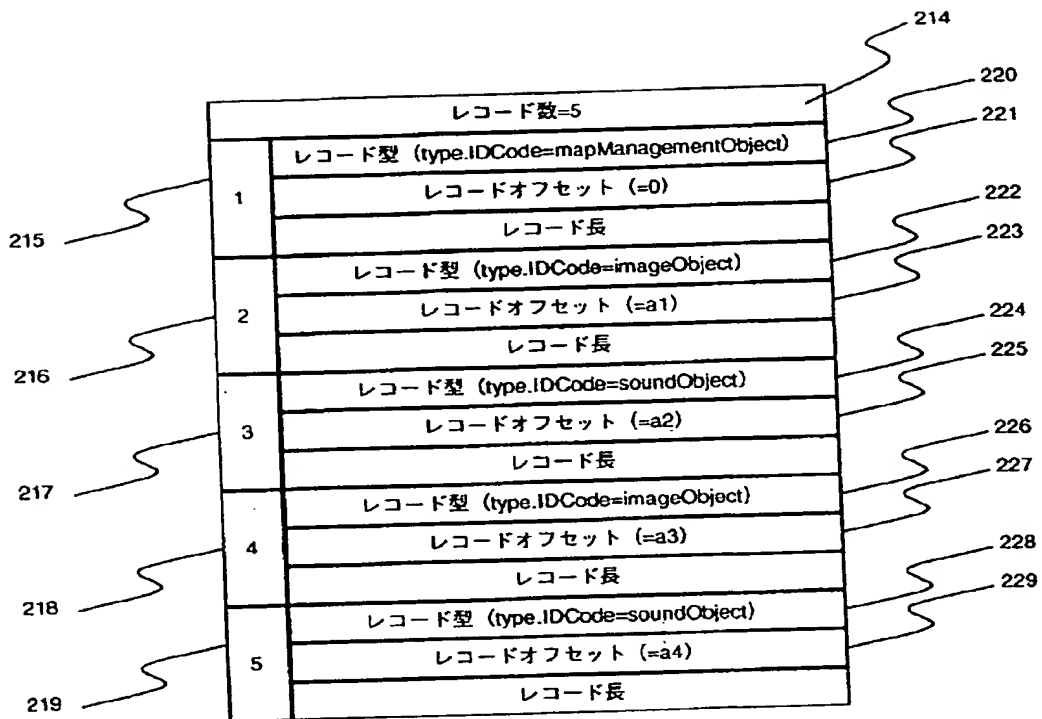 214
レコード数=5
220
レコード型 (type.IDCode=mapManagementObject)
221
1
レコードオフセット (=0)
215
レコード長
222
レコード型 (type.IDCode=imageObject)
223
2
レコードオフセット (=a1)
216
レコード長
224
レコード型 (type.IDCode=soundObject)
225
3
レコードオフセット (=a2)
217
レコード長
226
レコード型 (type.IDCode=imageObject)
227
4
レコードオフセット (=a3)
218
レコード長
228
レコード型 (type.IDCode=soundObject)
229
5
レコードオフセット (=a4)
219
レコード長